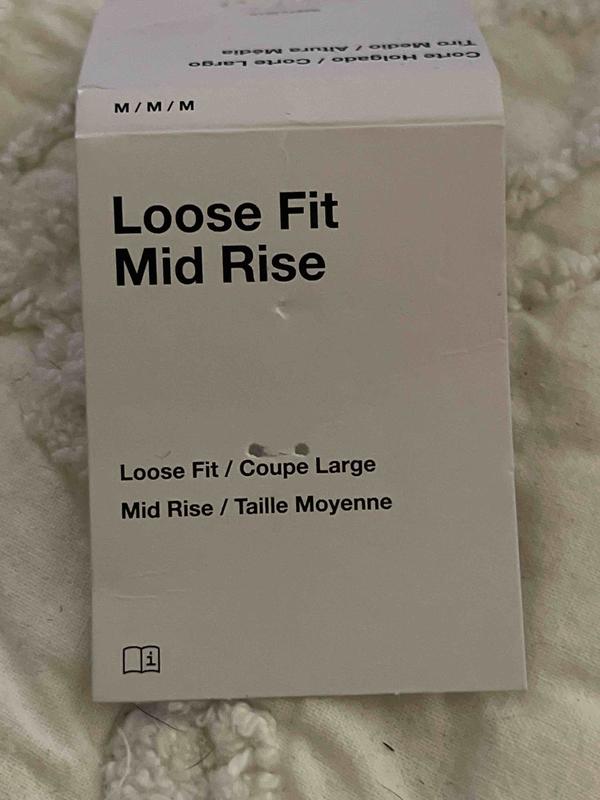 Corte Holgado / Corte Largo
Tiro Medio / Altura Média
M / M / M
Loose Fit
Mid Rise
Loose Fit / Coupe Large
Mid Rise / Taille Moyenne
i